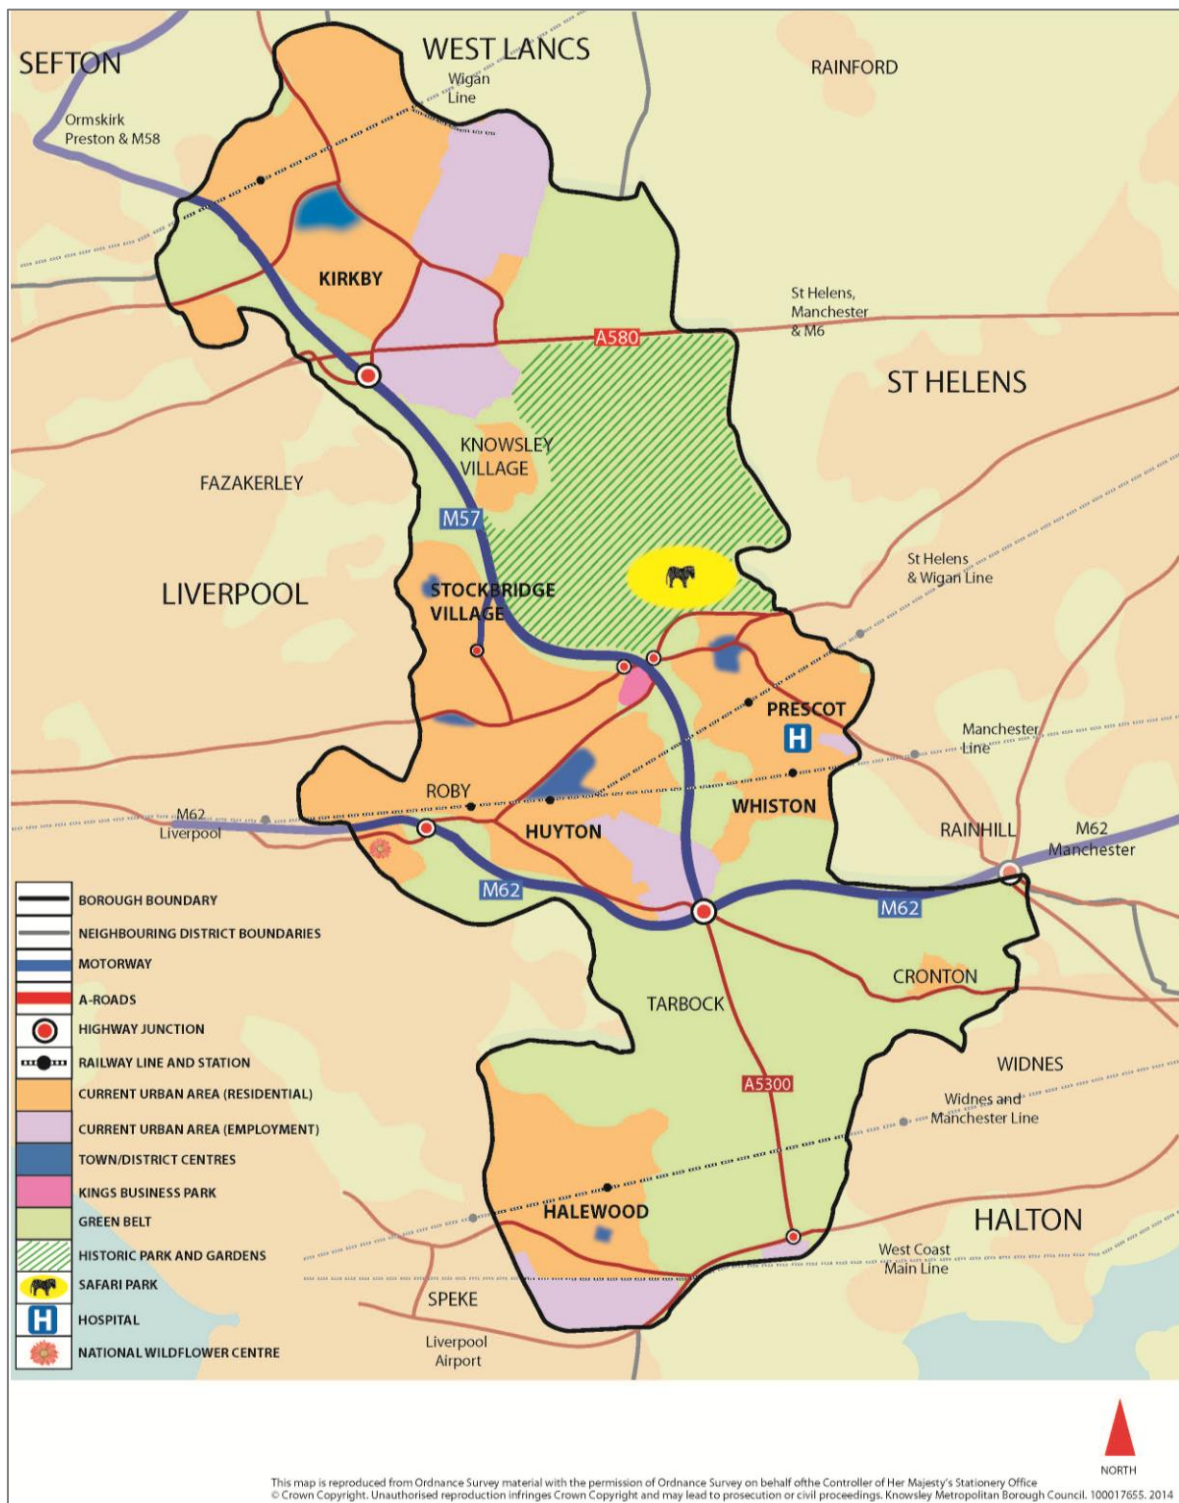 SEFTON
WEST LANCS
RAINFORD
Wigan
Line
Ormskirk
Preston & M58
KIRKBY
St Helens,
Manchester
& M6
A580
ST HELENS
KNOWSLEY
VILLAGE
FAZAKERLEY
M57
St Helens
& Wigan Line
LIVERPOOL
STOCKBRIDGE
VILLAGE
PRESCOT
H
Manchester
Line
ROBY
WHISTON
M62
Liverpool
HUYTON
RAINHILL
M62
Manchester
M62
M62
CRONTON
TARBOCK
WIDNES
A5300
Widnes and
Manchester Line
HALEWOOD
HALTON
West Coast
Main Line
SPEKE
Liverpool
Airport
BOROUGH BOUNDARY
NEIGHBOURING DISTRICT BOUNDARIES
MOTORWAY
A-ROADS
HIGHWAY JUNCTION
RAILWAY LINE AND STATION
CURRENT URBAN AREA (RESIDENTIAL)
CURRENT URBAN AREA (EMPLOYMENT)
TOWN/DISTRICT CENTRES
KINGS BUSINESS PARK
GREEN BELT
HISTORIC PARK AND GARDENS
SAFARI PARK
H HOSPITAL
NATIONAL WILDFLOWER CENTRE
NORTH
This map is reproduced from Ordnance Survey material with the permission of Ordnance Survey on behalf ofthe Controller of Her Majesty's Stationery Office
© Crown Copyright. Unauthorised reproduction infringes Crown Copyright and may lead to prosecution or civil proceedings. Knowsley Metropolitan Borough Council. 100017655. 2014